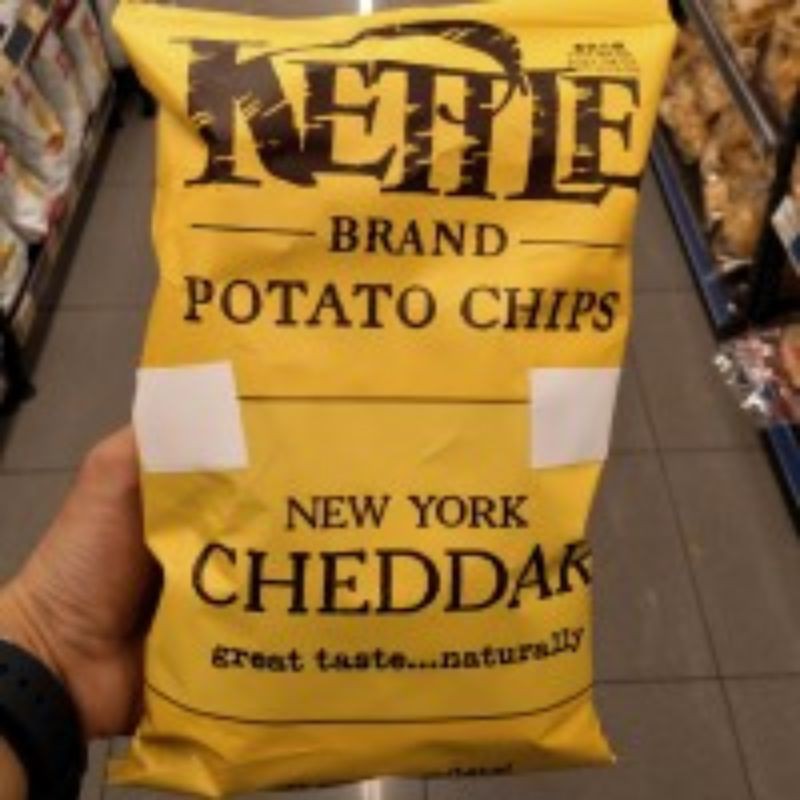 KETTLE
BRAND
POTATO CHIPS
NEW YORK
CHEDDAR
great taste...naturally